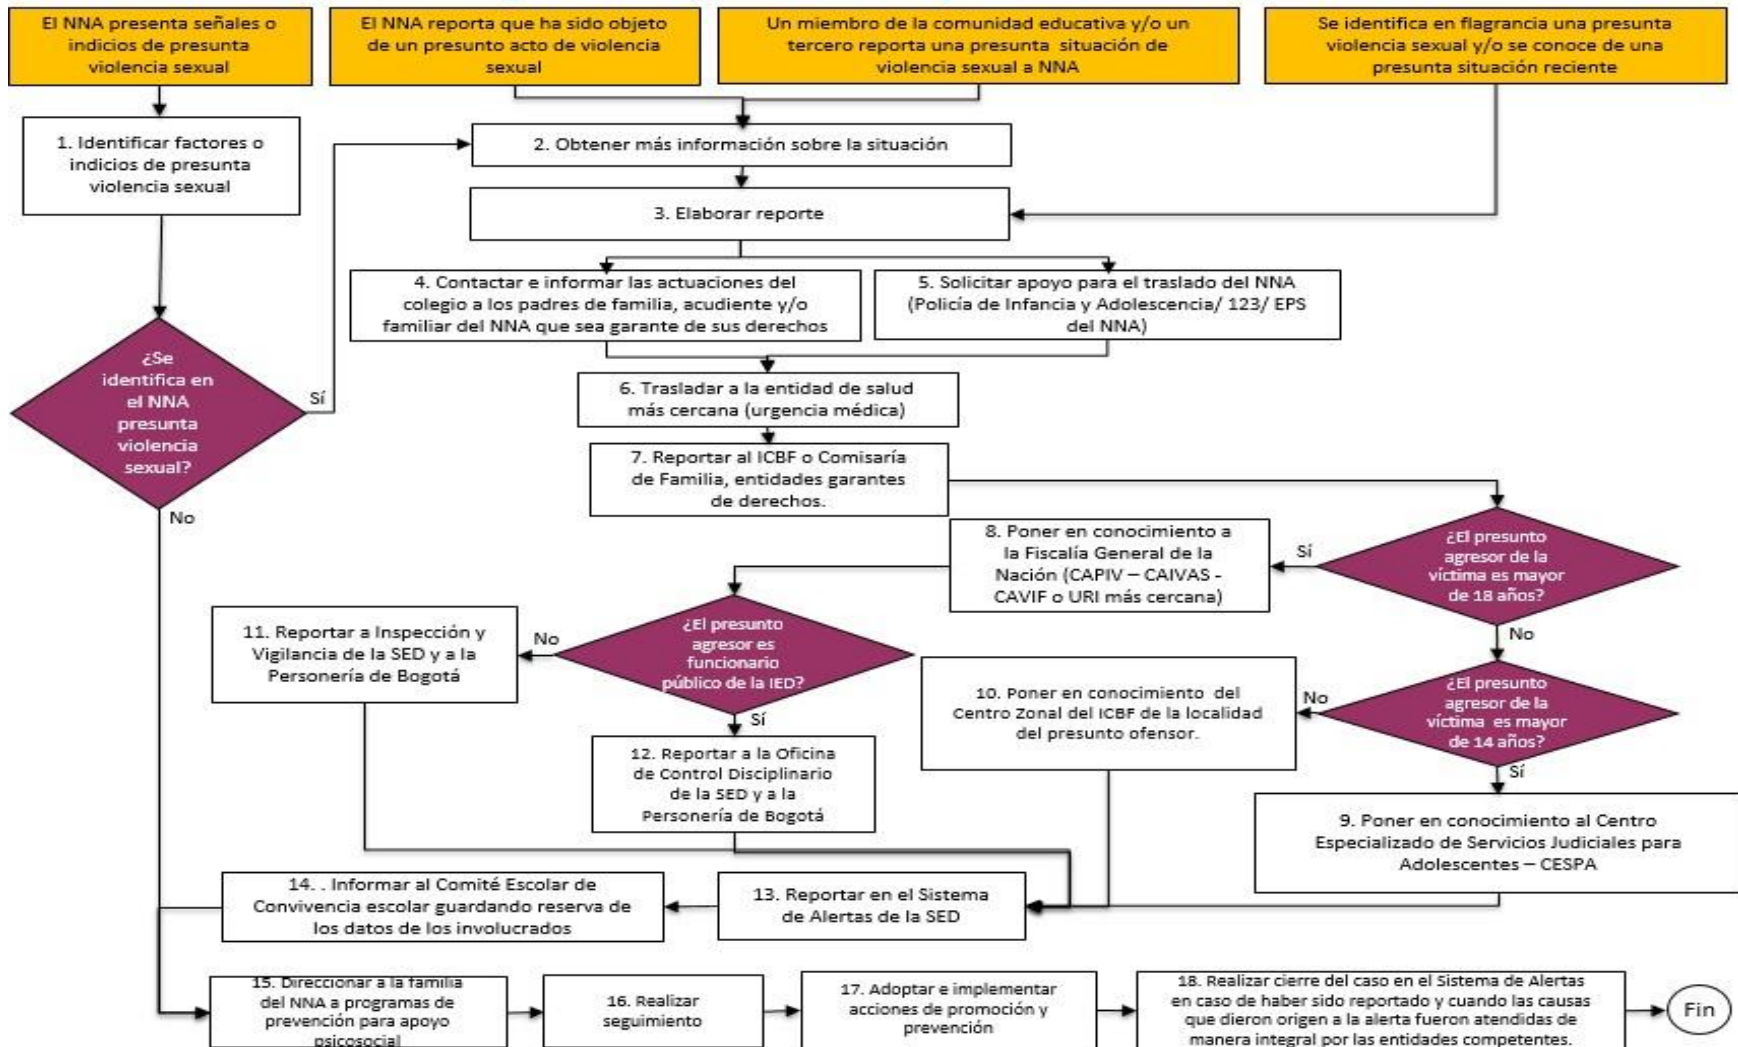 El NNA presenta señales o
indicios de presunta
violencia sexual
El NNA reporta que ha sido objeto
de un presunto acto de violencia
sexual
Un miembro de la comunidad educativa y/o un
tercero reporta una presunta situación de
violencia sexual a NNA
Se identifica en flagrancia una presunta
violencia sexual y/o se conoce de una
presunta situación reciente
1. Identificar factores o
indicios de presunta
violencia sexual
2. Obtener más información sobre la situación
3. Elaborar reporte
4. Contactar e informar las actuaciones del
colegio a los padres de familia, acudiente y/o
familiar del NNA que sea garante de sus derechos
5. Solicitar apoyo para el traslado del NNA
(Policía de Infancia y Adolescencia/ 123/ EPS
del NNA)
¿Se
identifica en
el NNA
presunta
violencia
sexual?
Sí
No
6. Trasladar a la entidad de salud
más cercana (urgencia médica)
7. Reportar al ICBF o Comisaría
de Familia, entidades garantes
de derechos.
¿El presunto
agresor de la
víctima es mayor
de 18 años?
Sí
No
8. Poner en conocimiento a
la Fiscalía General de la
Nación (CAPIV – CAIVAS -
CAVIF o URI más cercana)
¿El presunto
agresor es
funcionario
público de la IED?
No
Sí
11. Reportar a Inspección y
Vigilancia de la SED y a la
Personería de Bogotá
12. Reportar a la Oficina
de Control Disciplinario
de la SED y a la
Personería de Bogotá
¿El presunto
agresor de la
víctima es mayor
de 14 años?
No
Sí
10. Poner en conocimiento del
Centro Zonal del ICBF de la localidad
del presunto ofensor.
9. Poner en conocimiento al Centro
Especializado de Servicios Judiciales para
Adolescentes – CESPA
13. Reportar en el Sistema
de Alertas de la SED
14. . Informar al Comité Escolar de
Convivencia escolar guardando reserva de
los datos de los involucrados
15. Direccionar a la familia
del NNA a programas de
prevención para apoyo
psicosocial
16. Realizar
seguimiento
17. Adoptar e implementar
acciones de promoción y
prevención
18. Realizar cierre del caso en el Sistema de Alertas
en caso de haber sido reportado y cuando las causas
que dieron origen a la alerta fueron atendidas de
manera integral por las entidades competentes.
Fin